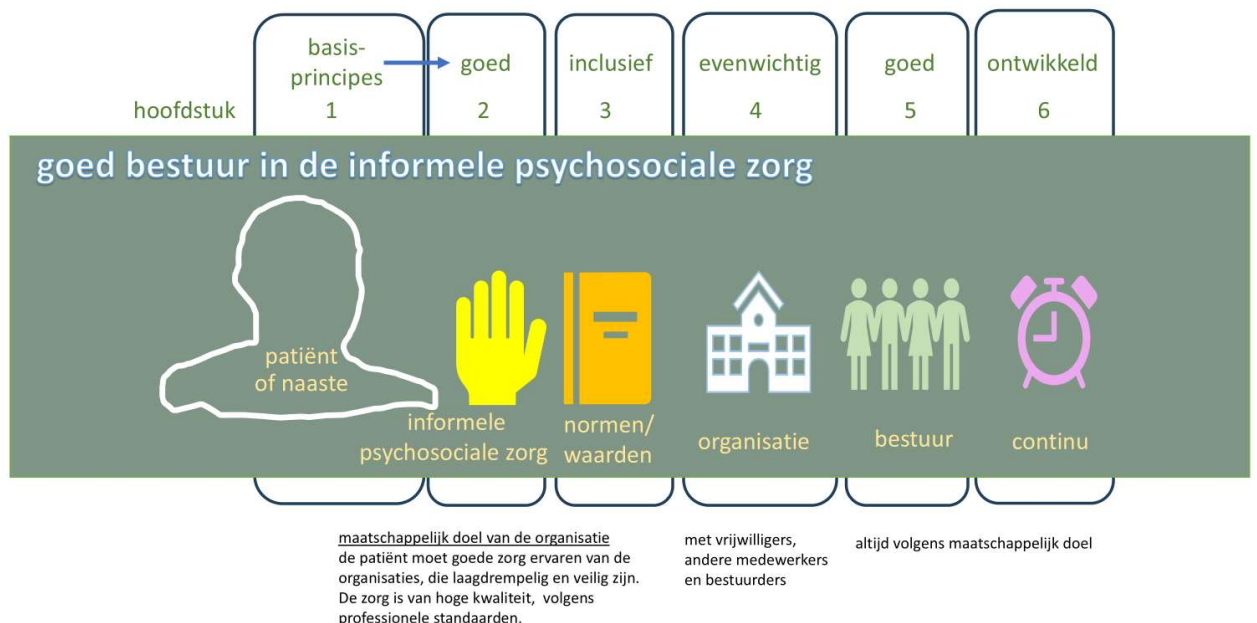 basis-
principes
goed
inclusief
evenwichtig
goed
ontwikkeld
hoofdstuk
1
2
3
4
5
6
goed bestuur in de informele psychosociale zorg
patiënt
of naaste
informele
psychosociale zorg
normen/
waarden
organisatie
bestuur
continu
maatschappelijk doel van de organisatie
de patiënt moet goede zorg ervaren van de
organisaties, die laagdrempelig en veilig zijn.
De zorg is van hoge kwaliteit, volgens
professionele standaarden.
met vrijwilligers,
andere medewerkers
en bestuurders
altijd volgens maatschappelijk doel